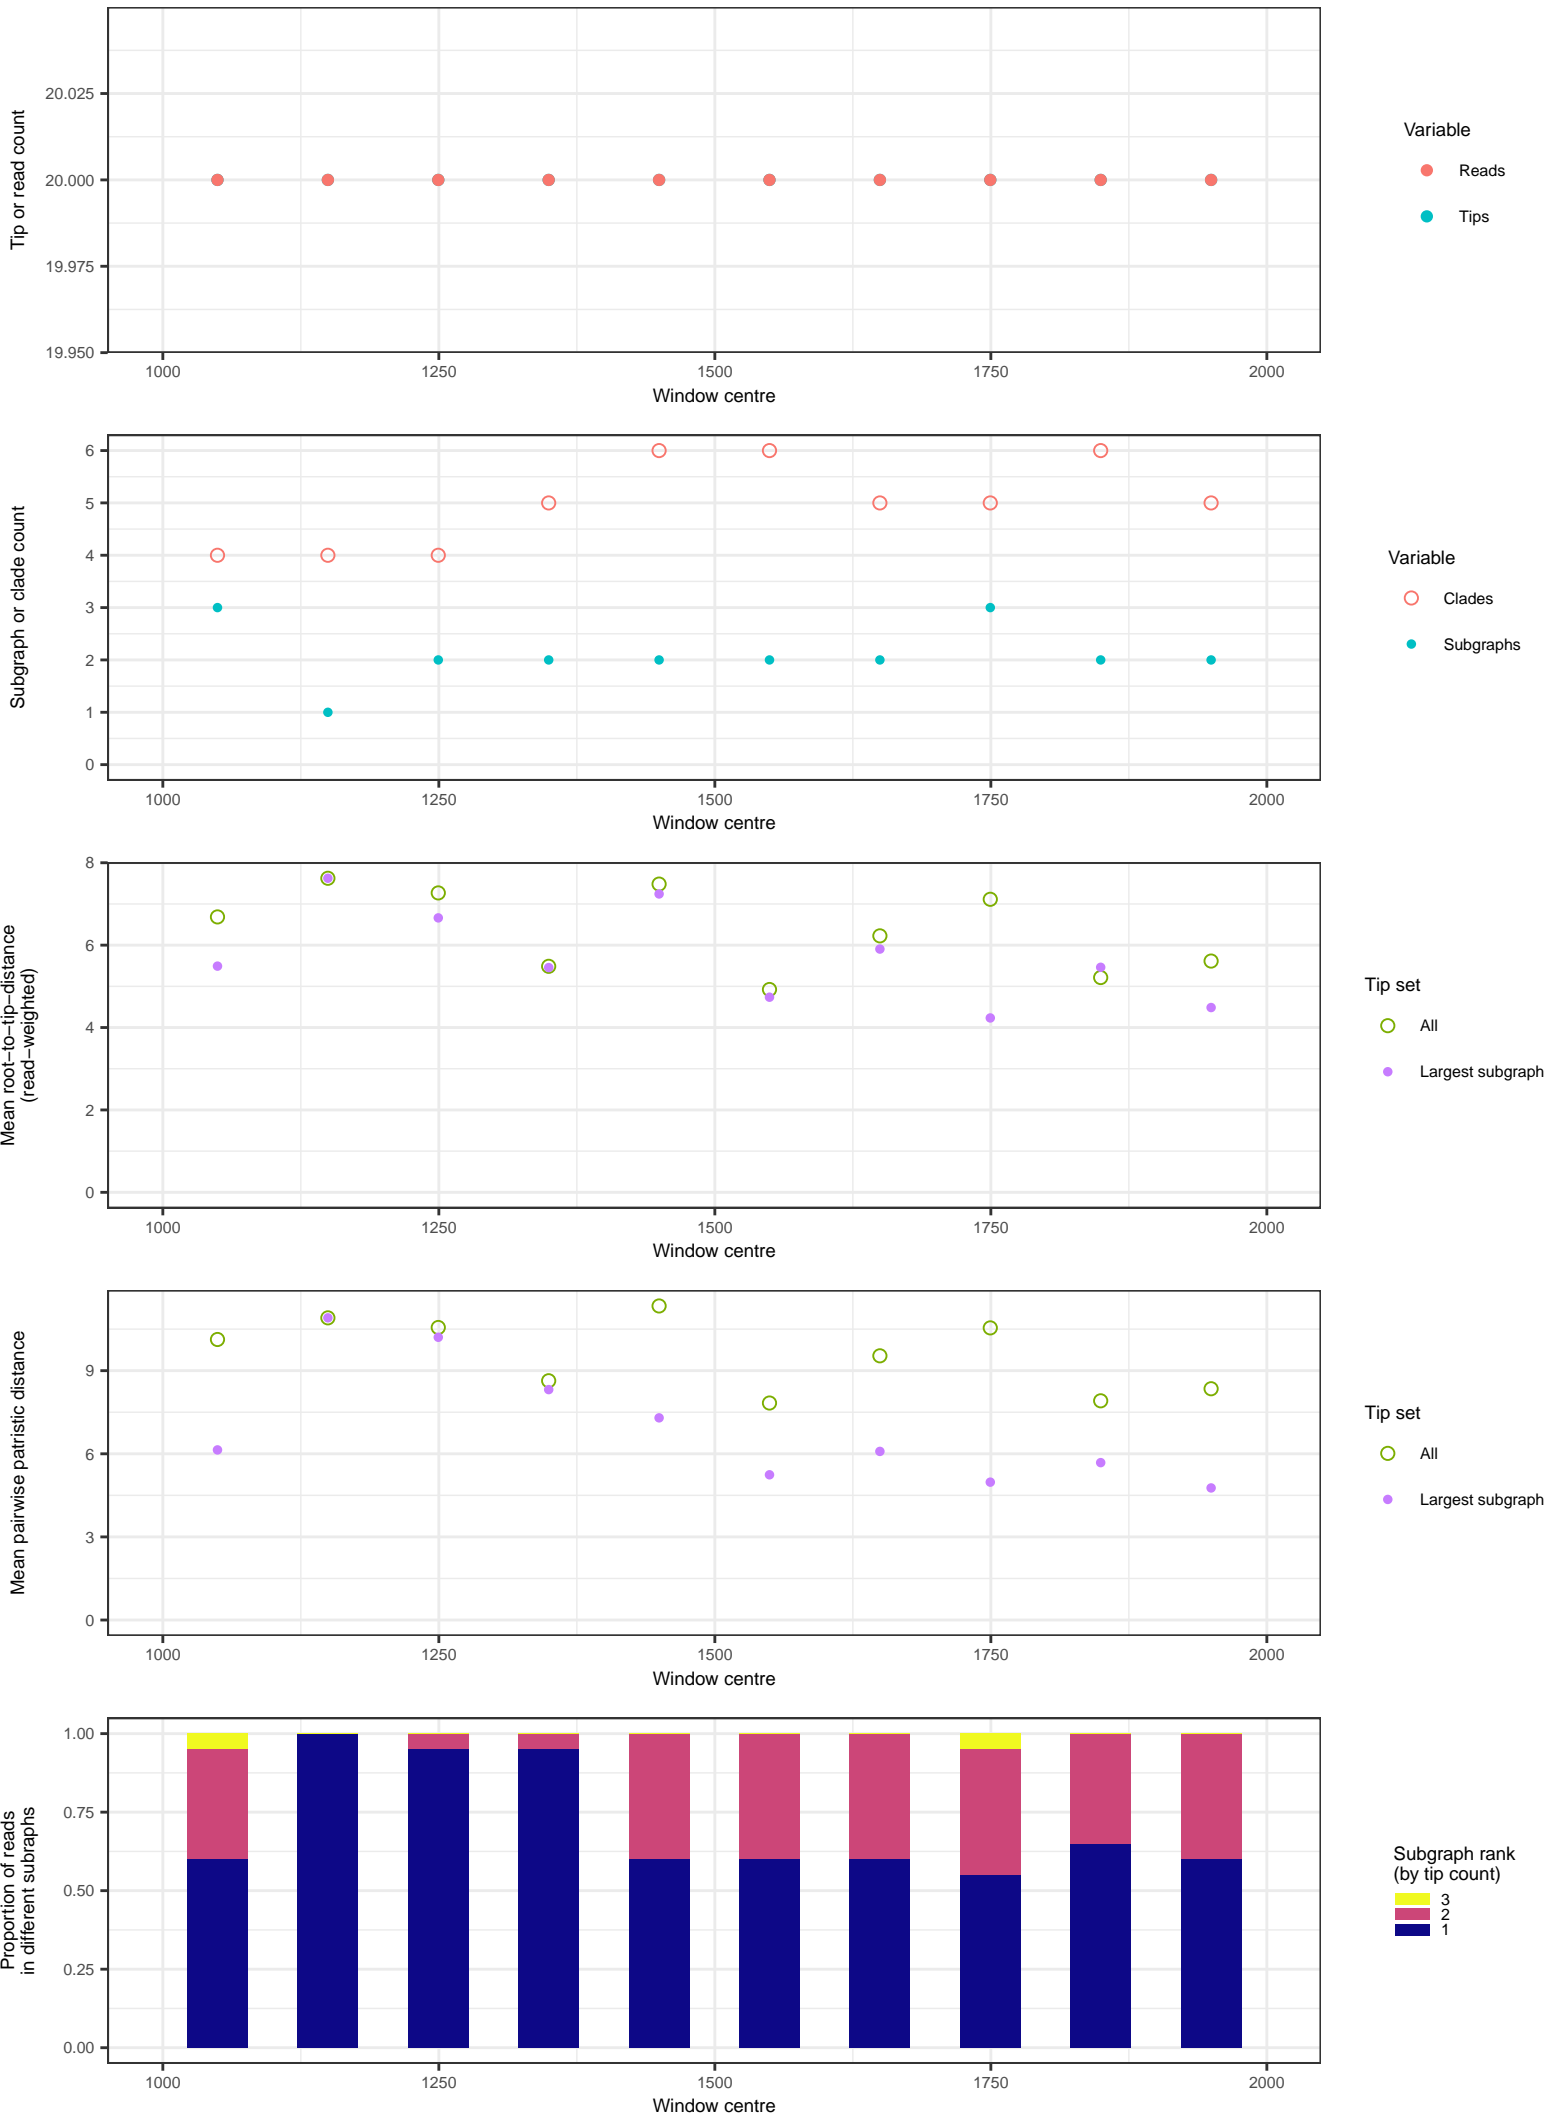 Tip or read count
20.025
20.000
19.975
19.950
1000 1250 1500 1750 2000
Window centre
Variable
Reads
Tips
Subgraph or clade count
6
5
4
3
2
1
0
1000 1250 1500 1750 2000
Window centre
Variable
Clades
Subgraphs
Mean root−to−tip−distance
(read−weighted)
8
6
4
2
0
1000 1250 1500 1750 2000
Window centre
Tip set
All
Largest subgraph
Mean pairwise patristic distance
9
6
3
0
1000 1250 1500 1750 2000
Window centre
Tip set
All
Largest subgraph
Proportion of reads
in different subraphs
1.00
0.75
0.50
0.25
0.00
1000 1250 1500 1750 2000
Window centre
Subgraph rank
(by tip count)
3
2
1